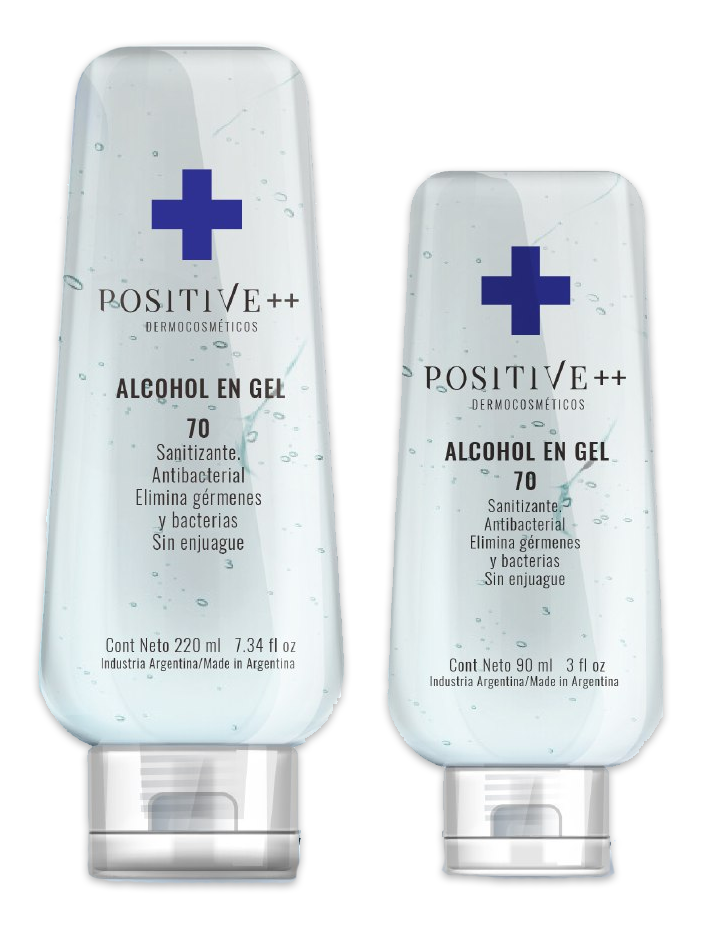 POSITIVE++
DERMOCOSMÉTICOS
ALCOHOL EN GEL
70
Sanitizante.
Antibacterial
Elimina gérmenes
y bacterias
Sin enjuague
Cont Neto 220 ml 7.34 fl oz
Industria Argentina/Made in Argentina
POSITIVE++
DERMOCOSMÉTICOS
ALCOHOL EN GEL
70
Sanitizante.
Antibacterial
Elimina gérmenes
y bacterias
Sin enjuague
Cont Neto 90 ml 3 fl oz
Industria Argentina/Made in Argentina